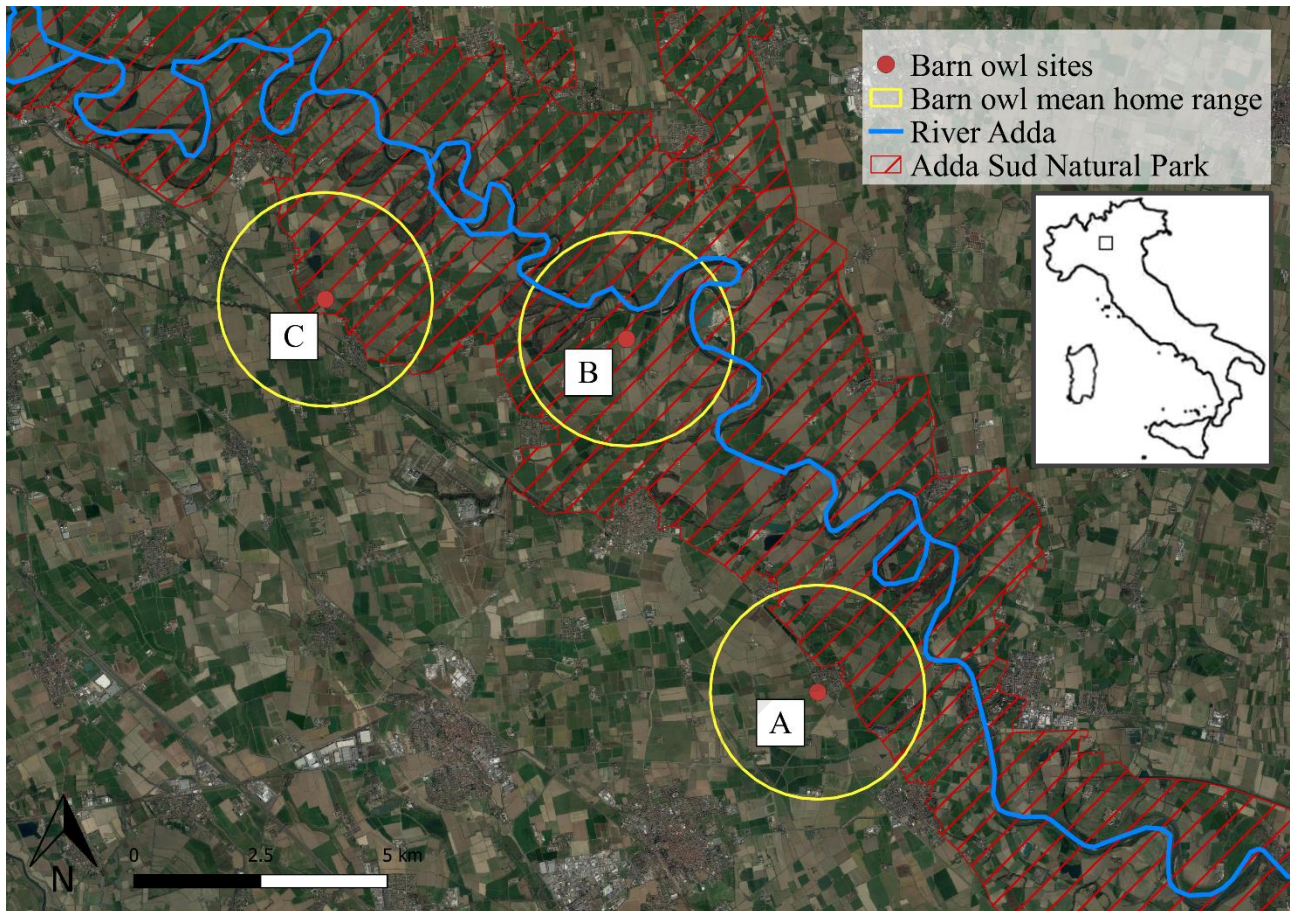 Barn owl sites
Barn owl mean home range
River Adda
Adda Sud Natural Park
C
B
A
N
0 2.5 5 km